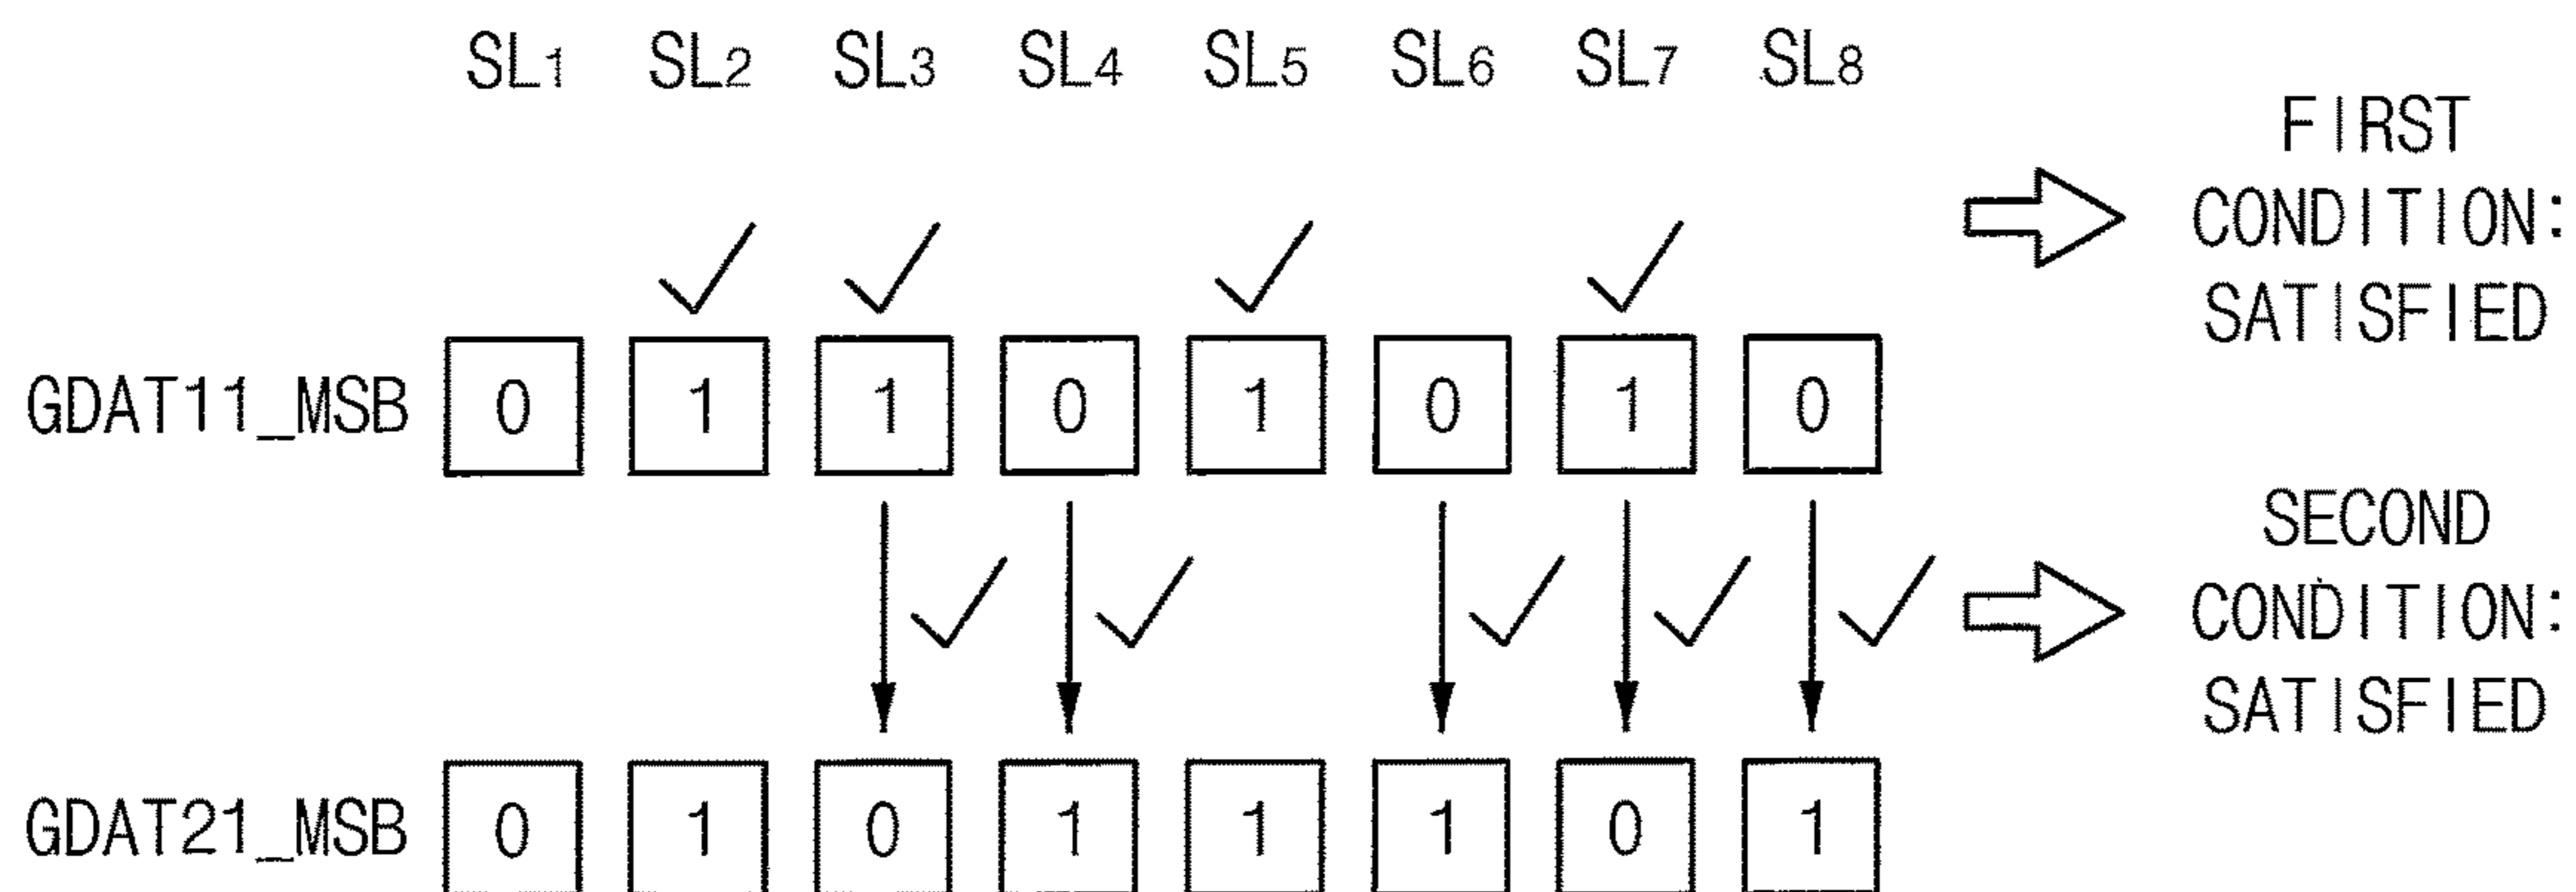 SL1 SL2 SL3 SL4 SL5 SL6 SL7 SL8
FIRST
CONDITION:
SATISFIED
GDAT11_MSB 0 1 1 0 1 0 1 0
SECOND
CONDITION:
SATISFIED
GDAT21_MSB 0 1 0 1 1 1 0 1